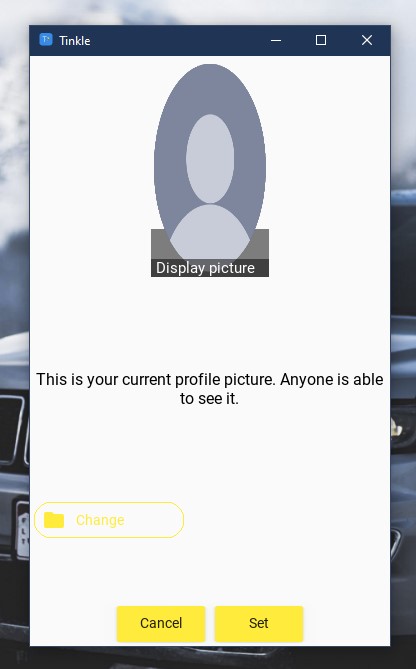 Tinkle
Display picture
This is your current profile picture. Anyone is able
to see it.
Change
Cancel
Set